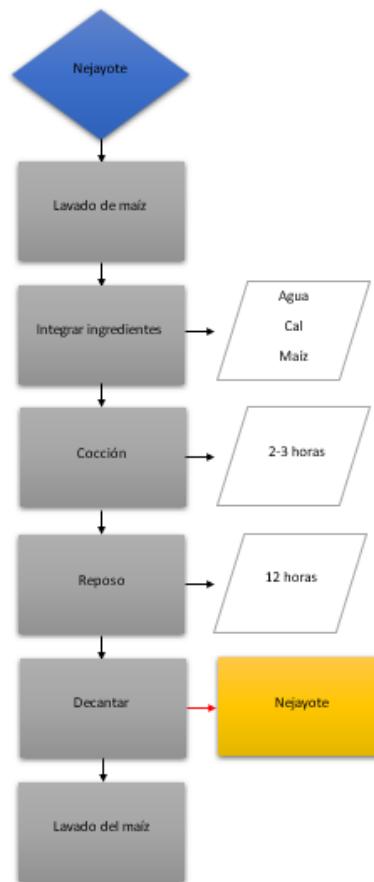 Nejayote
Lavado de maíz
Integrar ingredientes
Agua
Cal
Maíz
Cocción
2-3 horas
Reposo
12 horas
Decantar
Nejayote
Lavado del maíz